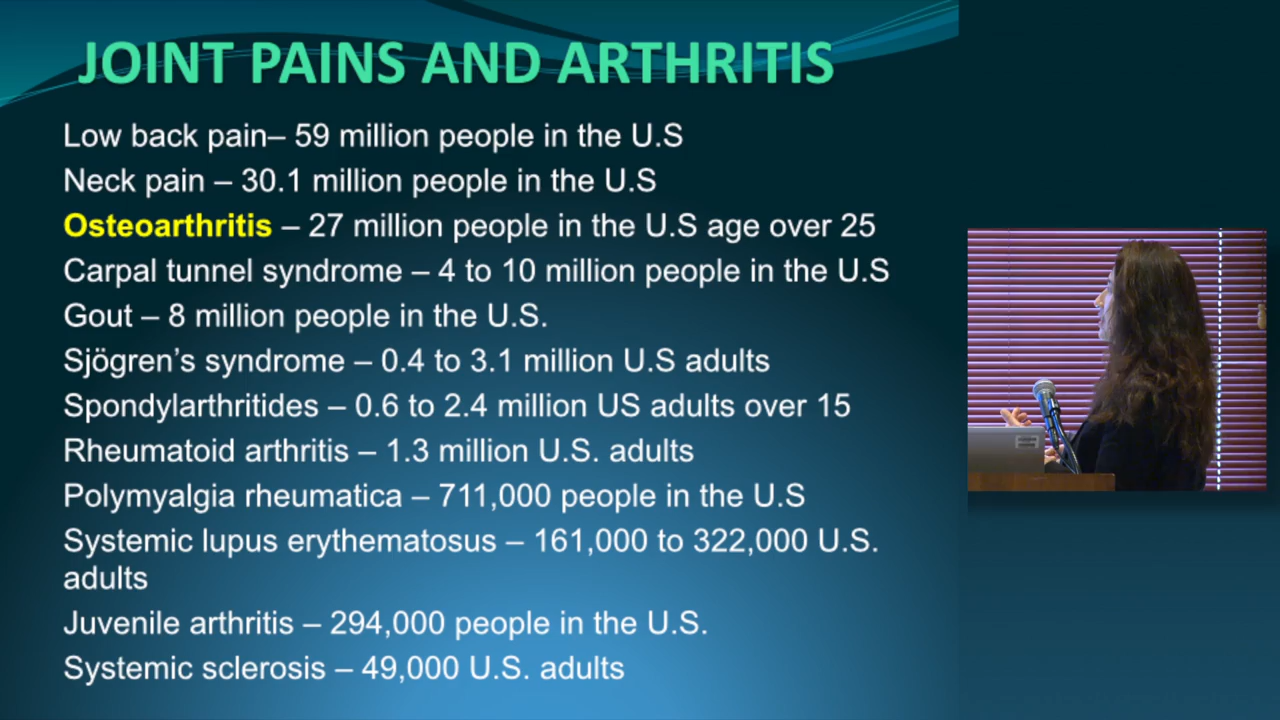 JOINT PAINS AND ARTHRITIS
Low back pain– 59 million people in the U.S
Neck pain – 30.1 million people in the U.S
Osteoarthritis – 27 million people in the U.S age over 25
Carpal tunnel syndrome – 4 to 10 million people in the U.S
Gout – 8 million people in the U.S.
Sjögren’s syndrome – 0.4 to 3.1 million U.S adults
Spondylarthritides – 0.6 to 2.4 million US adults over 15
Rheumatoid arthritis – 1.3 million U.S. adults
Polymyalgia rheumatica – 711,000 people in the U.S
Systemic lupus erythematosus – 161,000 to 322,000 U.S.
adults
Juvenile arthritis – 294,000 people in the U.S.
Systemic sclerosis – 49,000 U.S. adults